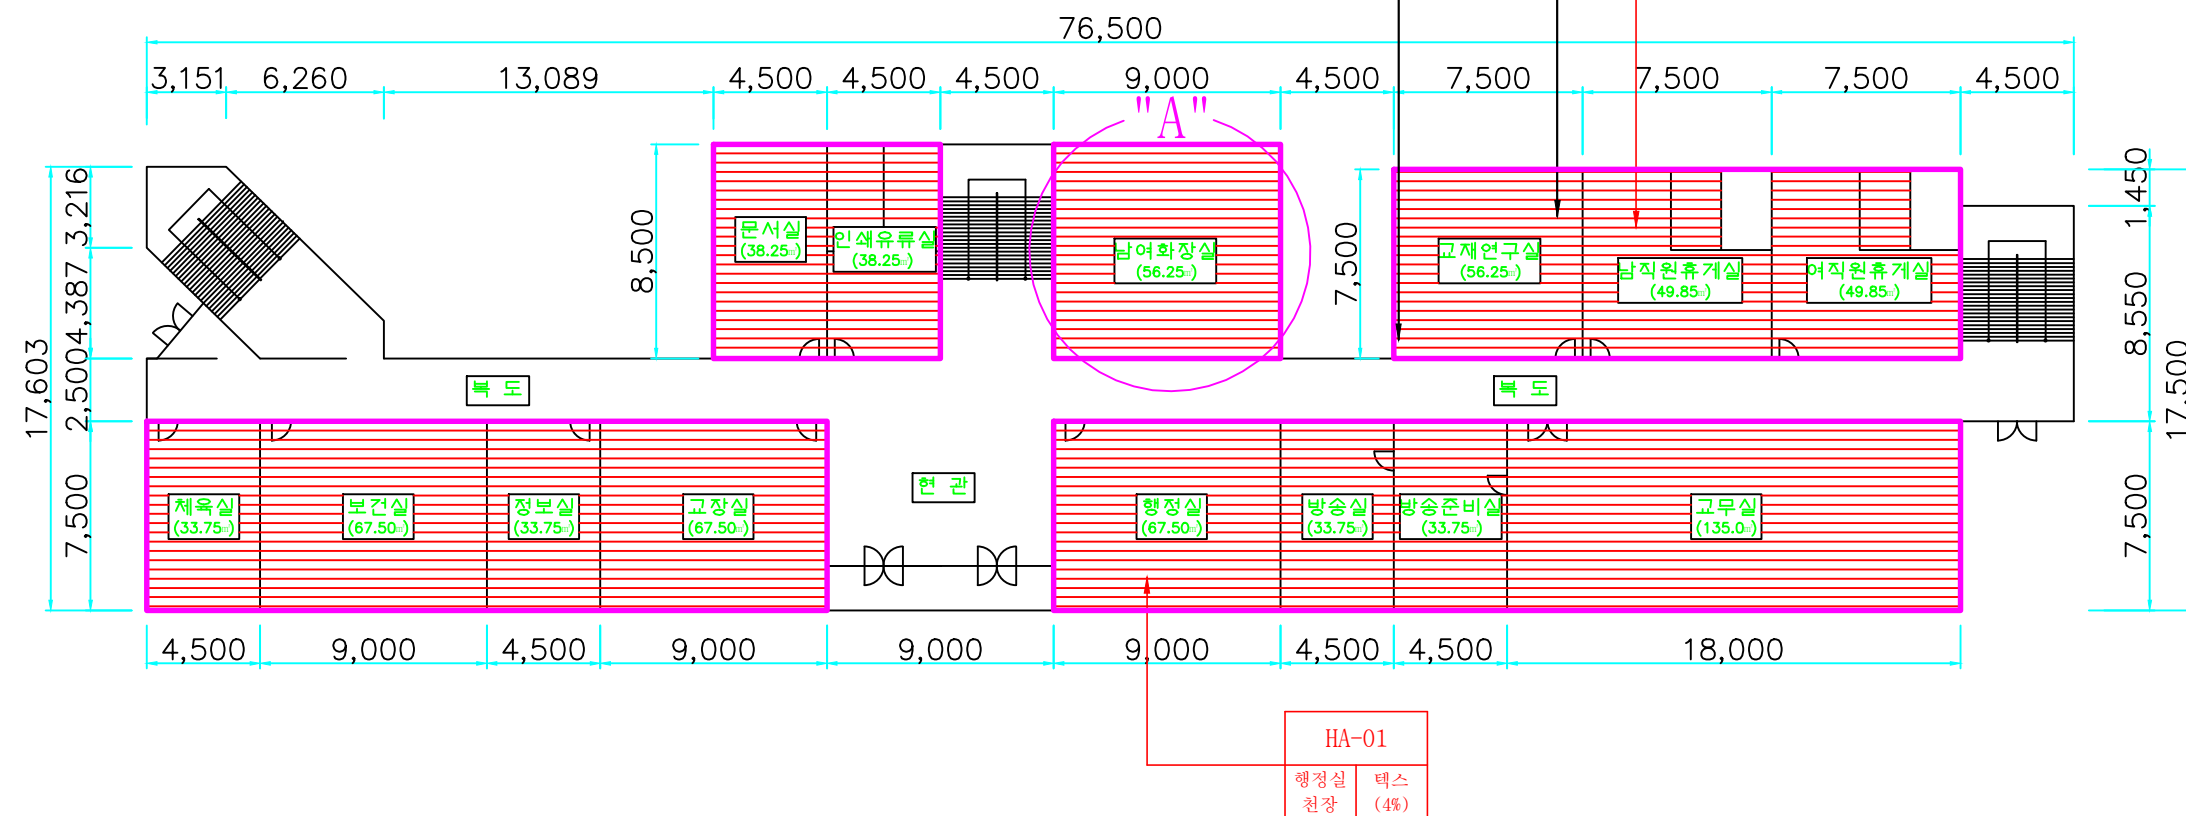 76,500
3,151 6,260 13,089 4,500 4,500 4,500 9,000 4,500 7,500 7,500 7,500 4,500
"A"
3,216
4,387
2,500
7,500
17,603
8,500
7,500
1,450
8,550
7,500
17,500
문서실
(38.25㎡)
인쇄유류실
(38.25㎡)
남여화장실
(56.25㎡)
교재연구실
(56.25㎡)
남직원휴게실
(49.85㎡)
여직원휴게실
(49.85㎡)
복 도
복 도
현 관
체육실
(33.75㎡)
보건실
(67.50㎡)
정보실
(33.75㎡)
교장실
(67.50㎡)
행정실
(67.50㎡)
방송실
(33.75㎡)
방송준비실
(33.75㎡)
교무실
(135.0㎡)
4,500 9,000 4,500 9,000 9,000 9,000 4,500 4,500 18,000
HA-01
행정실 텍스
천장 (4%)